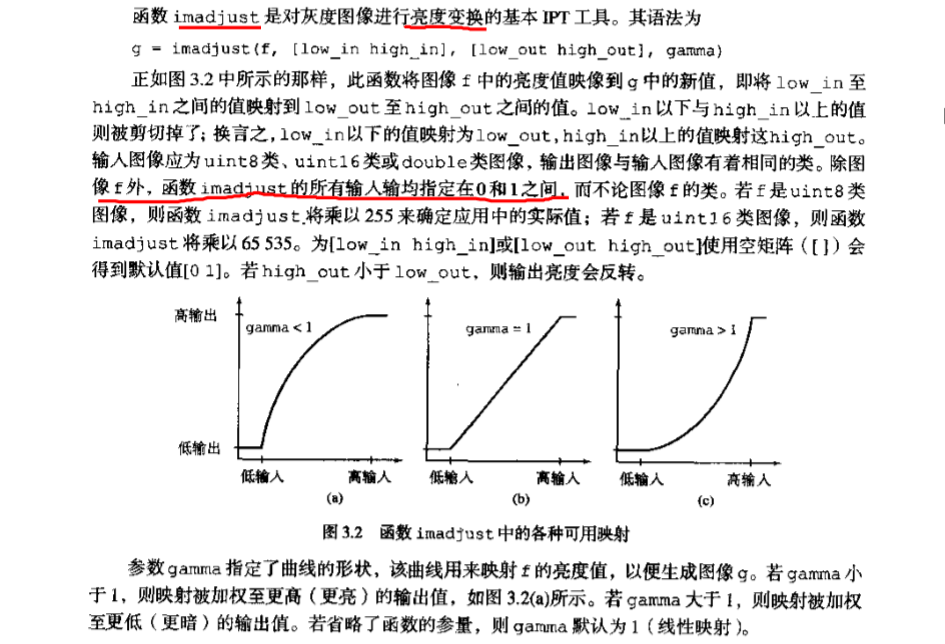 函数 imadjust 是对灰度图像进行亮度变换的基本 IPT 工具。其语法为
g = imadjust(f, [low_in high_in], [low_out high_out], gamma)
正如图 3.2 中所示的那样，此函数将图像 f 中的亮度值映像到 g 中的新值，即将 low_in 至
high_in 之间的值映射到 low_out 至 high_out 之间的值。low_in 以下与 high_in 以上的值
则被剪切掉了；换言之，low_in 以下的值映射为 low_out，high_in 以上的值映射这 high_out。
输入图像应为 uint8 类、uint16 类或 double 类图像，输出图像与输入图像有着相同的类。除图
像 f 外，函数 imadjust 的所有输入输均指定在 0 和 1 之间，而不论图像 f 的类。若 f 是 uint8 类
图像，则函数 imadjust 将乘以 255 来确定应用中的实际值；若 f 是 uint16 类图像，则函数
imadjust 将乘以 65 535。为[low_in high_in]或[low_out high_out]使用空矩阵（[]）会
得到默认值[0 1]。若 high_out 小于 low_out，则输出亮度会反转。
高输出
gamma < 1
gamma = 1
gamma > 1
低输出
低输入 高输入 低输入 高输入 低输入 高输入
(a) (b) (c)
图 3.2 函数 imadjust 中的各种可用映射
参数 gamma 指定了曲线的形状，该曲线用来映射 f 的亮度值，以便生成图像 g。若 gamma 小
于 1，则映射被加权至更高（更亮）的输出值，如图 3.2(a)所示。若 gamma 大于 1，则映射被加权
至更低（更暗）的输出值。若省略了函数的参量，则 gamma 默认为 1（线性映射）。